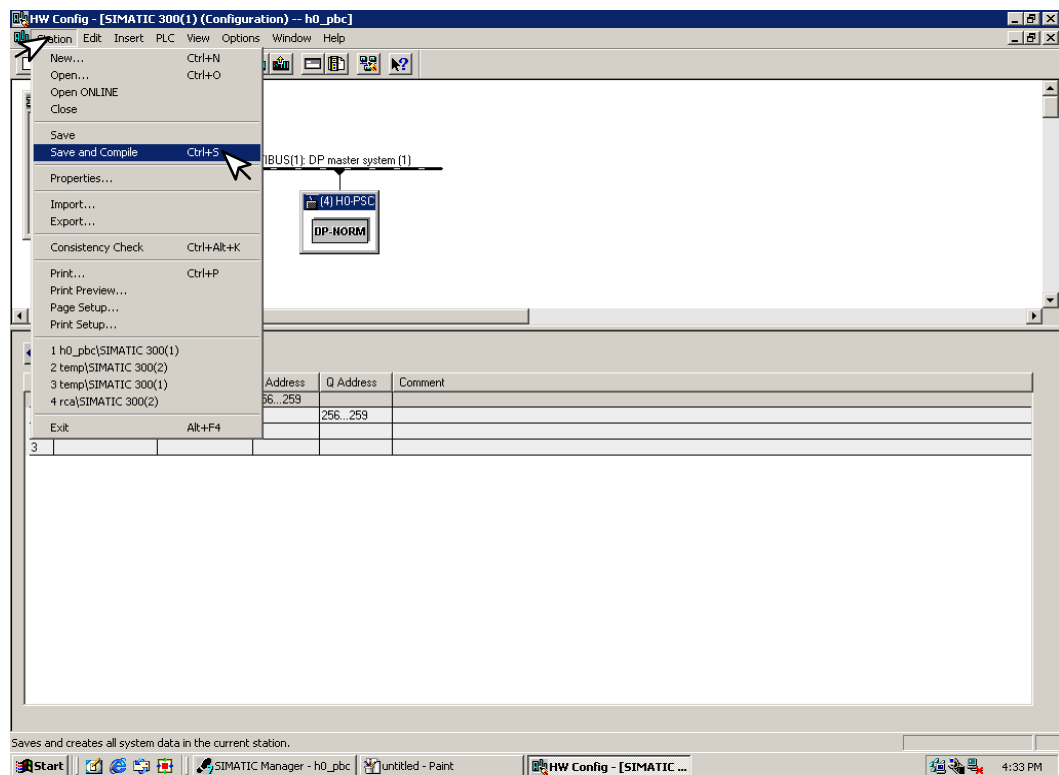 HW Config - [SIMATIC 300(1) (Configuration) -- h0_pbc]
Station Edit Insert PLC View Options Window Help
New... Ctrl+N
Open... Ctrl+O
Open ONLINE
Close
Save
Save and Compile Ctrl+S
Properties...
Import...
Export...
Consistency Check Ctrl+Alt+K
Print... Ctrl+P
Print Preview...
Page Setup...
Print Setup...
1 h0_pbc\SIMATIC 300(1)
2 temp\SIMATIC 300(2)
3 temp\SIMATIC 300(1)
4 rca\SIMATIC 300(2)
Exit Alt+F4
IBUS(1): DP master system (1)
(4) H0-PSC
DP-NORM
Address Q Address Comment
56...259
256...259
3
Saves and creates all system data in the current station.
Start SIMATIC Manager - h0_pbc untitled - Paint HW Config - [SIMATIC ... 4:33 PM